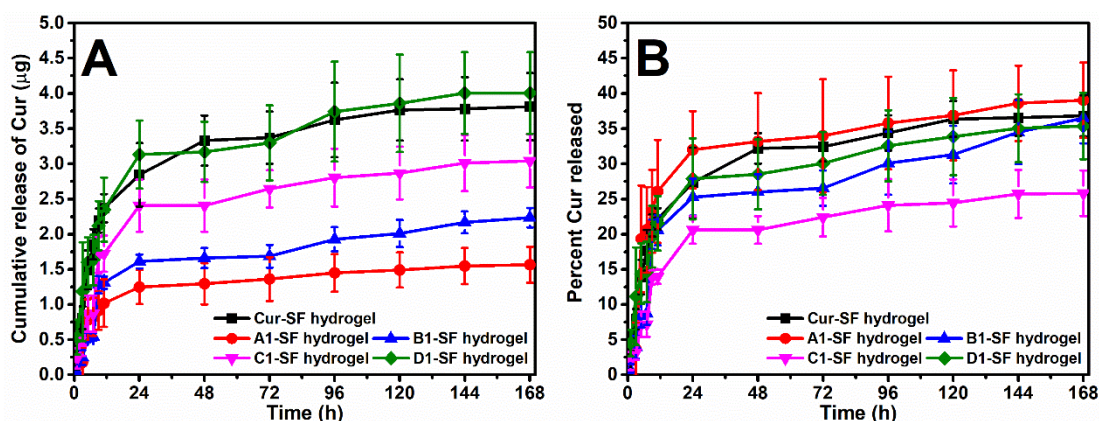 A
Cumulative release of Cur (μg)
5.0
4.5
4.0
3.5
3.0
2.5
2.0
1.5
1.0
0.5
0.0
Cur-SF hydrogel
A1-SF hydrogel B1-SF hydrogel
C1-SF hydrogel D1-SF hydrogel
0 24 48 72 96 120 144 168
Time (h)
B
Percent Cur released
50
45
40
35
30
25
20
15
10
5
0
Cur-SF hydrogel
A1-SF hydrogel B1-SF hydrogel
C1-SF hydrogel D1-SF hydrogel
0 24 48 72 96 120 144 168
Time (h)